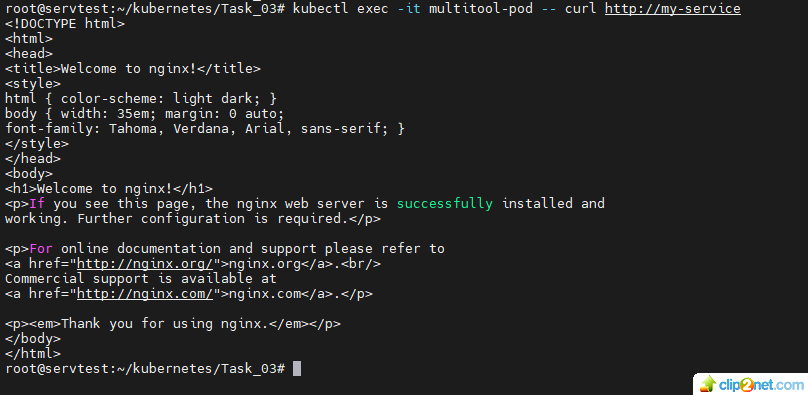 root@servtest:~/kubernetes/Task_03# kubectl exec -it multitool-pod -- curl http://my-service
<!DOCTYPE html>
<html>
<head>
<title>Welcome to nginx!</title>
<style>
html { color-scheme: light dark; }
body { width: 35em; margin: 0 auto;
font-family: Tahoma, Verdana, Arial, sans-serif; }
</style>
</head>
<body>
<h1>Welcome to nginx!</h1>
<p>If you see this page, the nginx web server is successfully installed and
working. Further configuration is required.</p>

<p>For online documentation and support please refer to
<a href="http://nginx.org/">nginx.org</a>.<br/>
Commercial support is available at
<a href="http://nginx.com/">nginx.com</a>.</p>

<p><em>Thank you for using nginx.</em></p>
</body>
</html>
root@servtest:~/kubernetes/Task_03#
clip2net.com